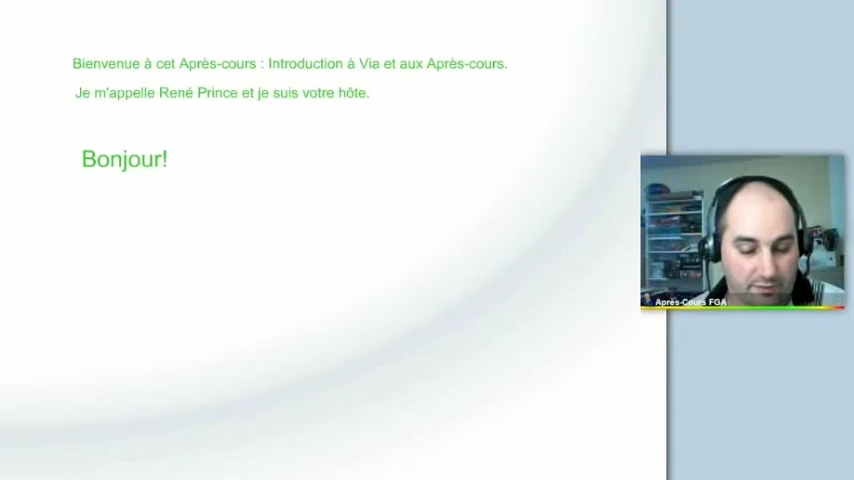 Bienvenue à cet Après-cours : Introduction à Via et aux Après-cours.
Je m'appelle René Prince et je suis votre hôte.
Bonjour!
Après-Cours FGA